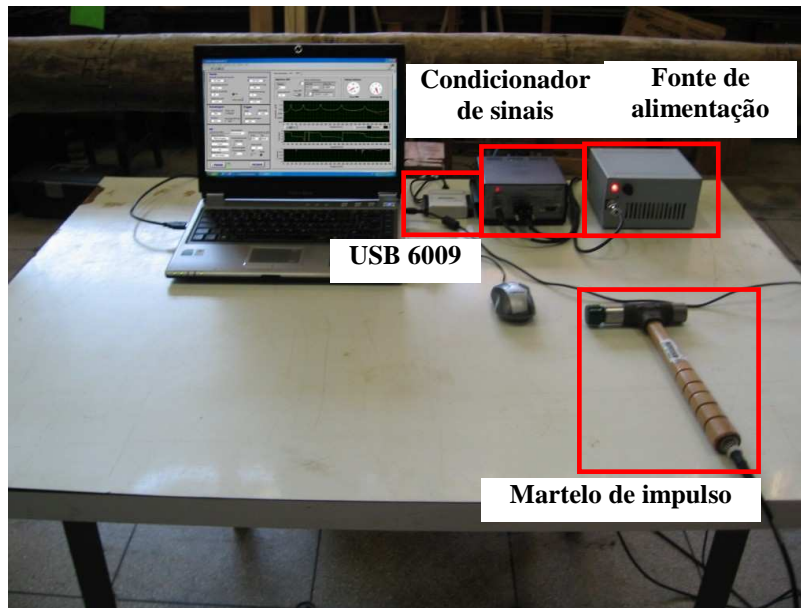 Condicionador
de sinais
Fonte de
alimentação
USB 6009
Martelo de impulso